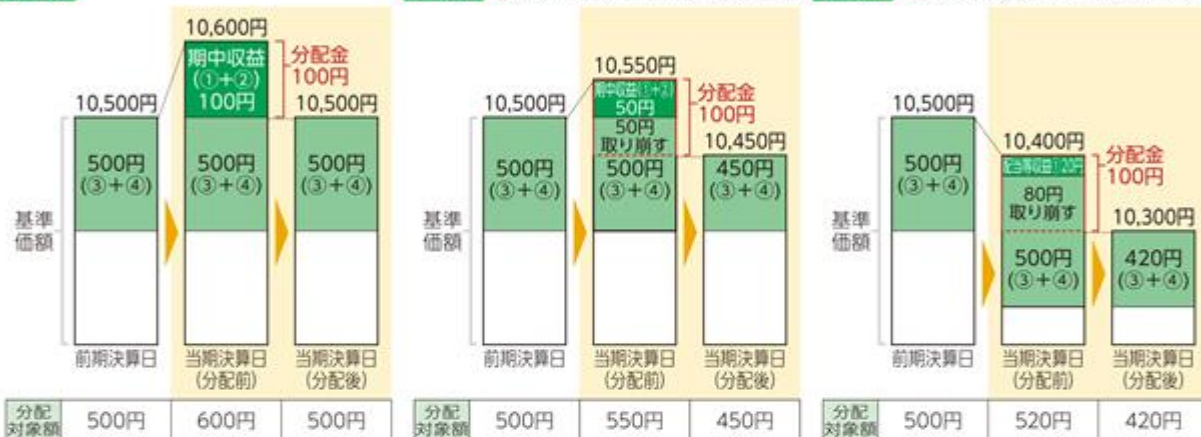 10,600円
期中収益
(①+②)
100円
分配金
100円
10,500円
10,500円
500円
(③+④)
500円
(③+④)
500円
(③+④)
基準
価額
前期決算日
当期決算日
(分配前)
当期決算日
(分配後)
分配
対象額
500円
600円
500円
10,550円
期中収益(①+②)
50円
分配金
100円
10,500円
50円
取り崩す
10,450円
500円
(③+④)
500円
(③+④)
450円
(③+④)
基準
価額
前期決算日
当期決算日
(分配前)
当期決算日
(分配後)
分配
対象額
500円
550円
450円
10,500円
10,400円
配当等収益①20円
分配金
100円
500円
(③+④)
80円
取り崩す
10,300円
500円
(③+④)
420円
(③+④)
基準
価額
前期決算日
当期決算日
(分配前)
当期決算日
(分配後)
分配
対象額
500円
520円
420円